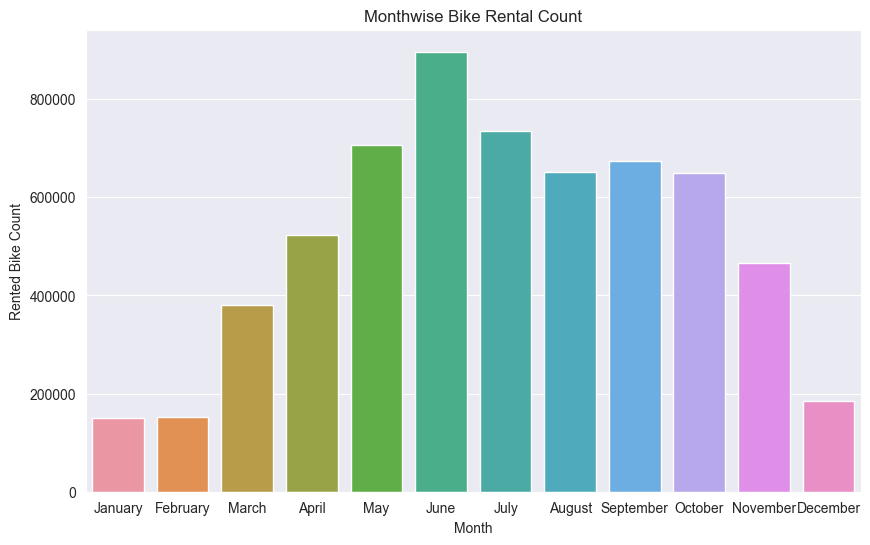 Monthwise Bike Rental Count
Rented Bike Count
800000
600000
400000
200000
0
January February March April May June July August September October November December
Month